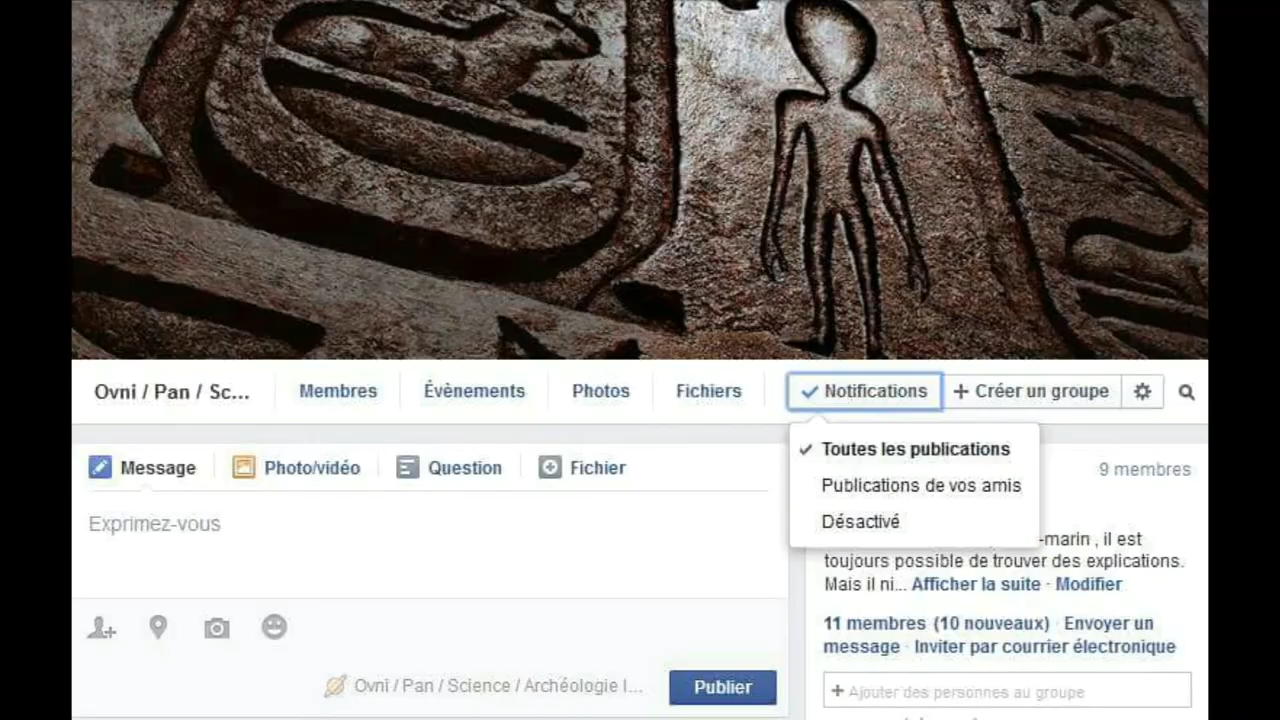 Ovni / Pan / Sc... Membres Évènements Photos Fichiers Notifications Créer un groupe
Toutes les publications
Publications de vos amis
Désactivé
Message Photo/vidéo Question Fichier
Exprimez-vous
Ovni / Pan / Science / Archéologie I...
Publier
9 membres
-marin , il est
toujours possible de trouver des explications.
Mais il ni... Afficher la suite · Modifier
11 membres (10 nouveaux) · Envoyer un
message · Inviter par courrier électronique
+ Ajouter des personnes au groupe